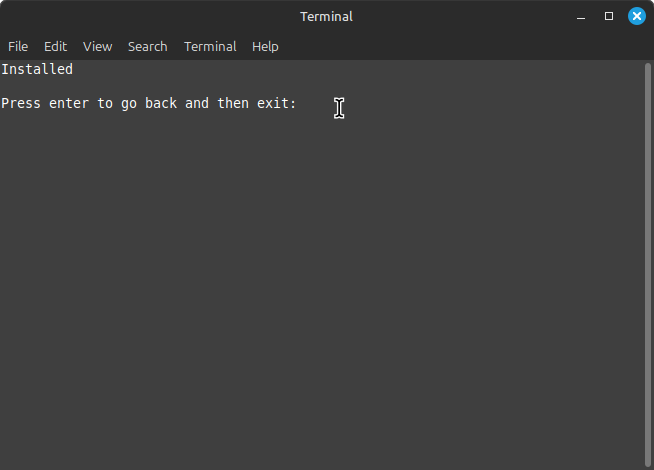 Terminal
File Edit View Search Terminal Help
Installed
Press enter to go back and then exit: